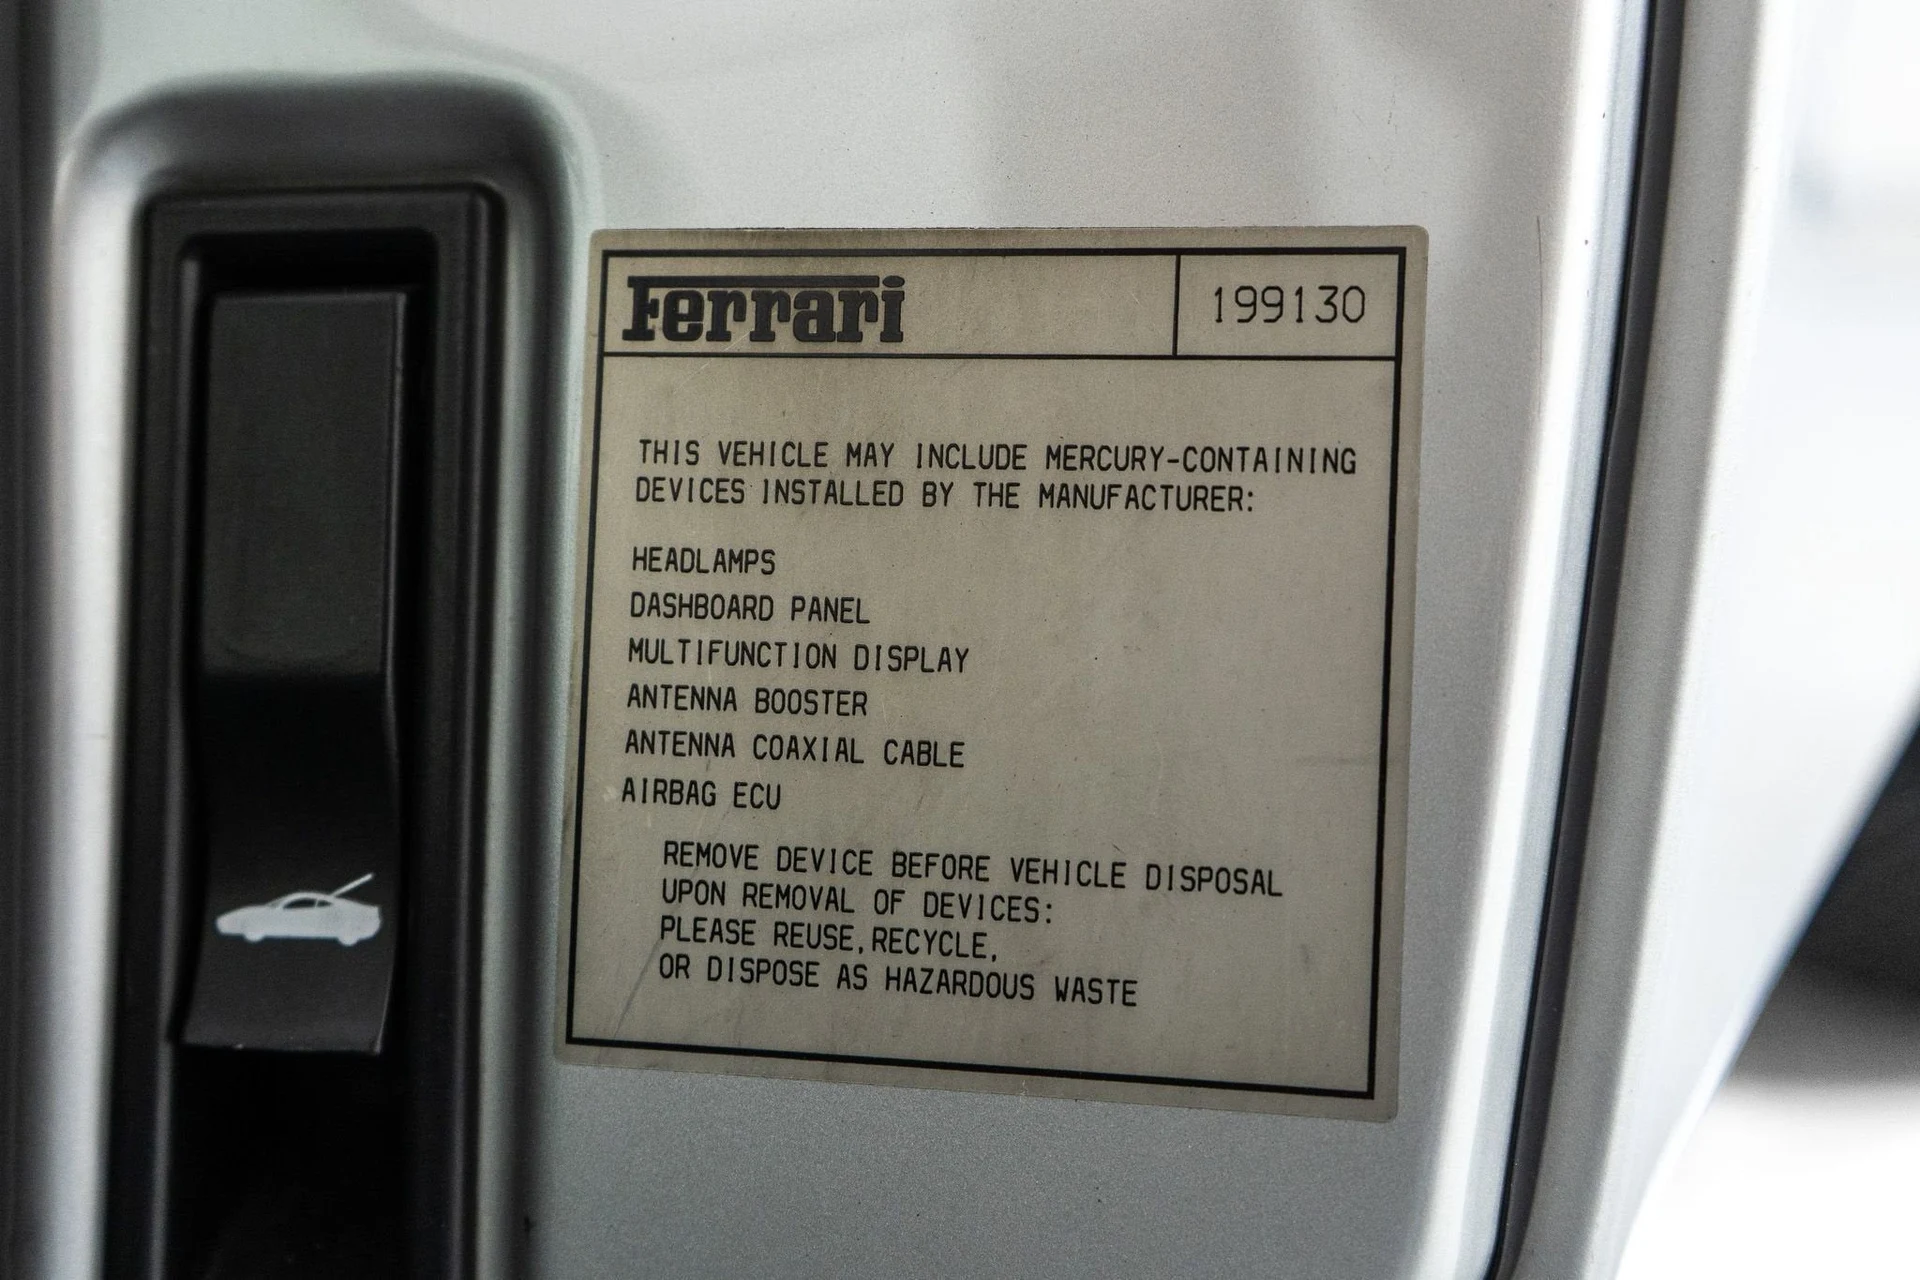 Ferrari 199130
THIS VEHICLE MAY INCLUDE MERCURY-CONTAINING
DEVICES INSTALLED BY THE MANUFACTURER:
HEADLAMPS
DASHBOARD PANEL
MULTIFUNCTION DISPLAY
ANTENNA BOOSTER
ANTENNA COAXIAL CABLE
AIRBAG ECU
REMOVE DEVICE BEFORE VEHICLE DISPOSAL
UPON REMOVAL OF DEVICES:
PLEASE REUSE,RECYCLE,
OR DISPOSE AS HAZARDOUS WASTE